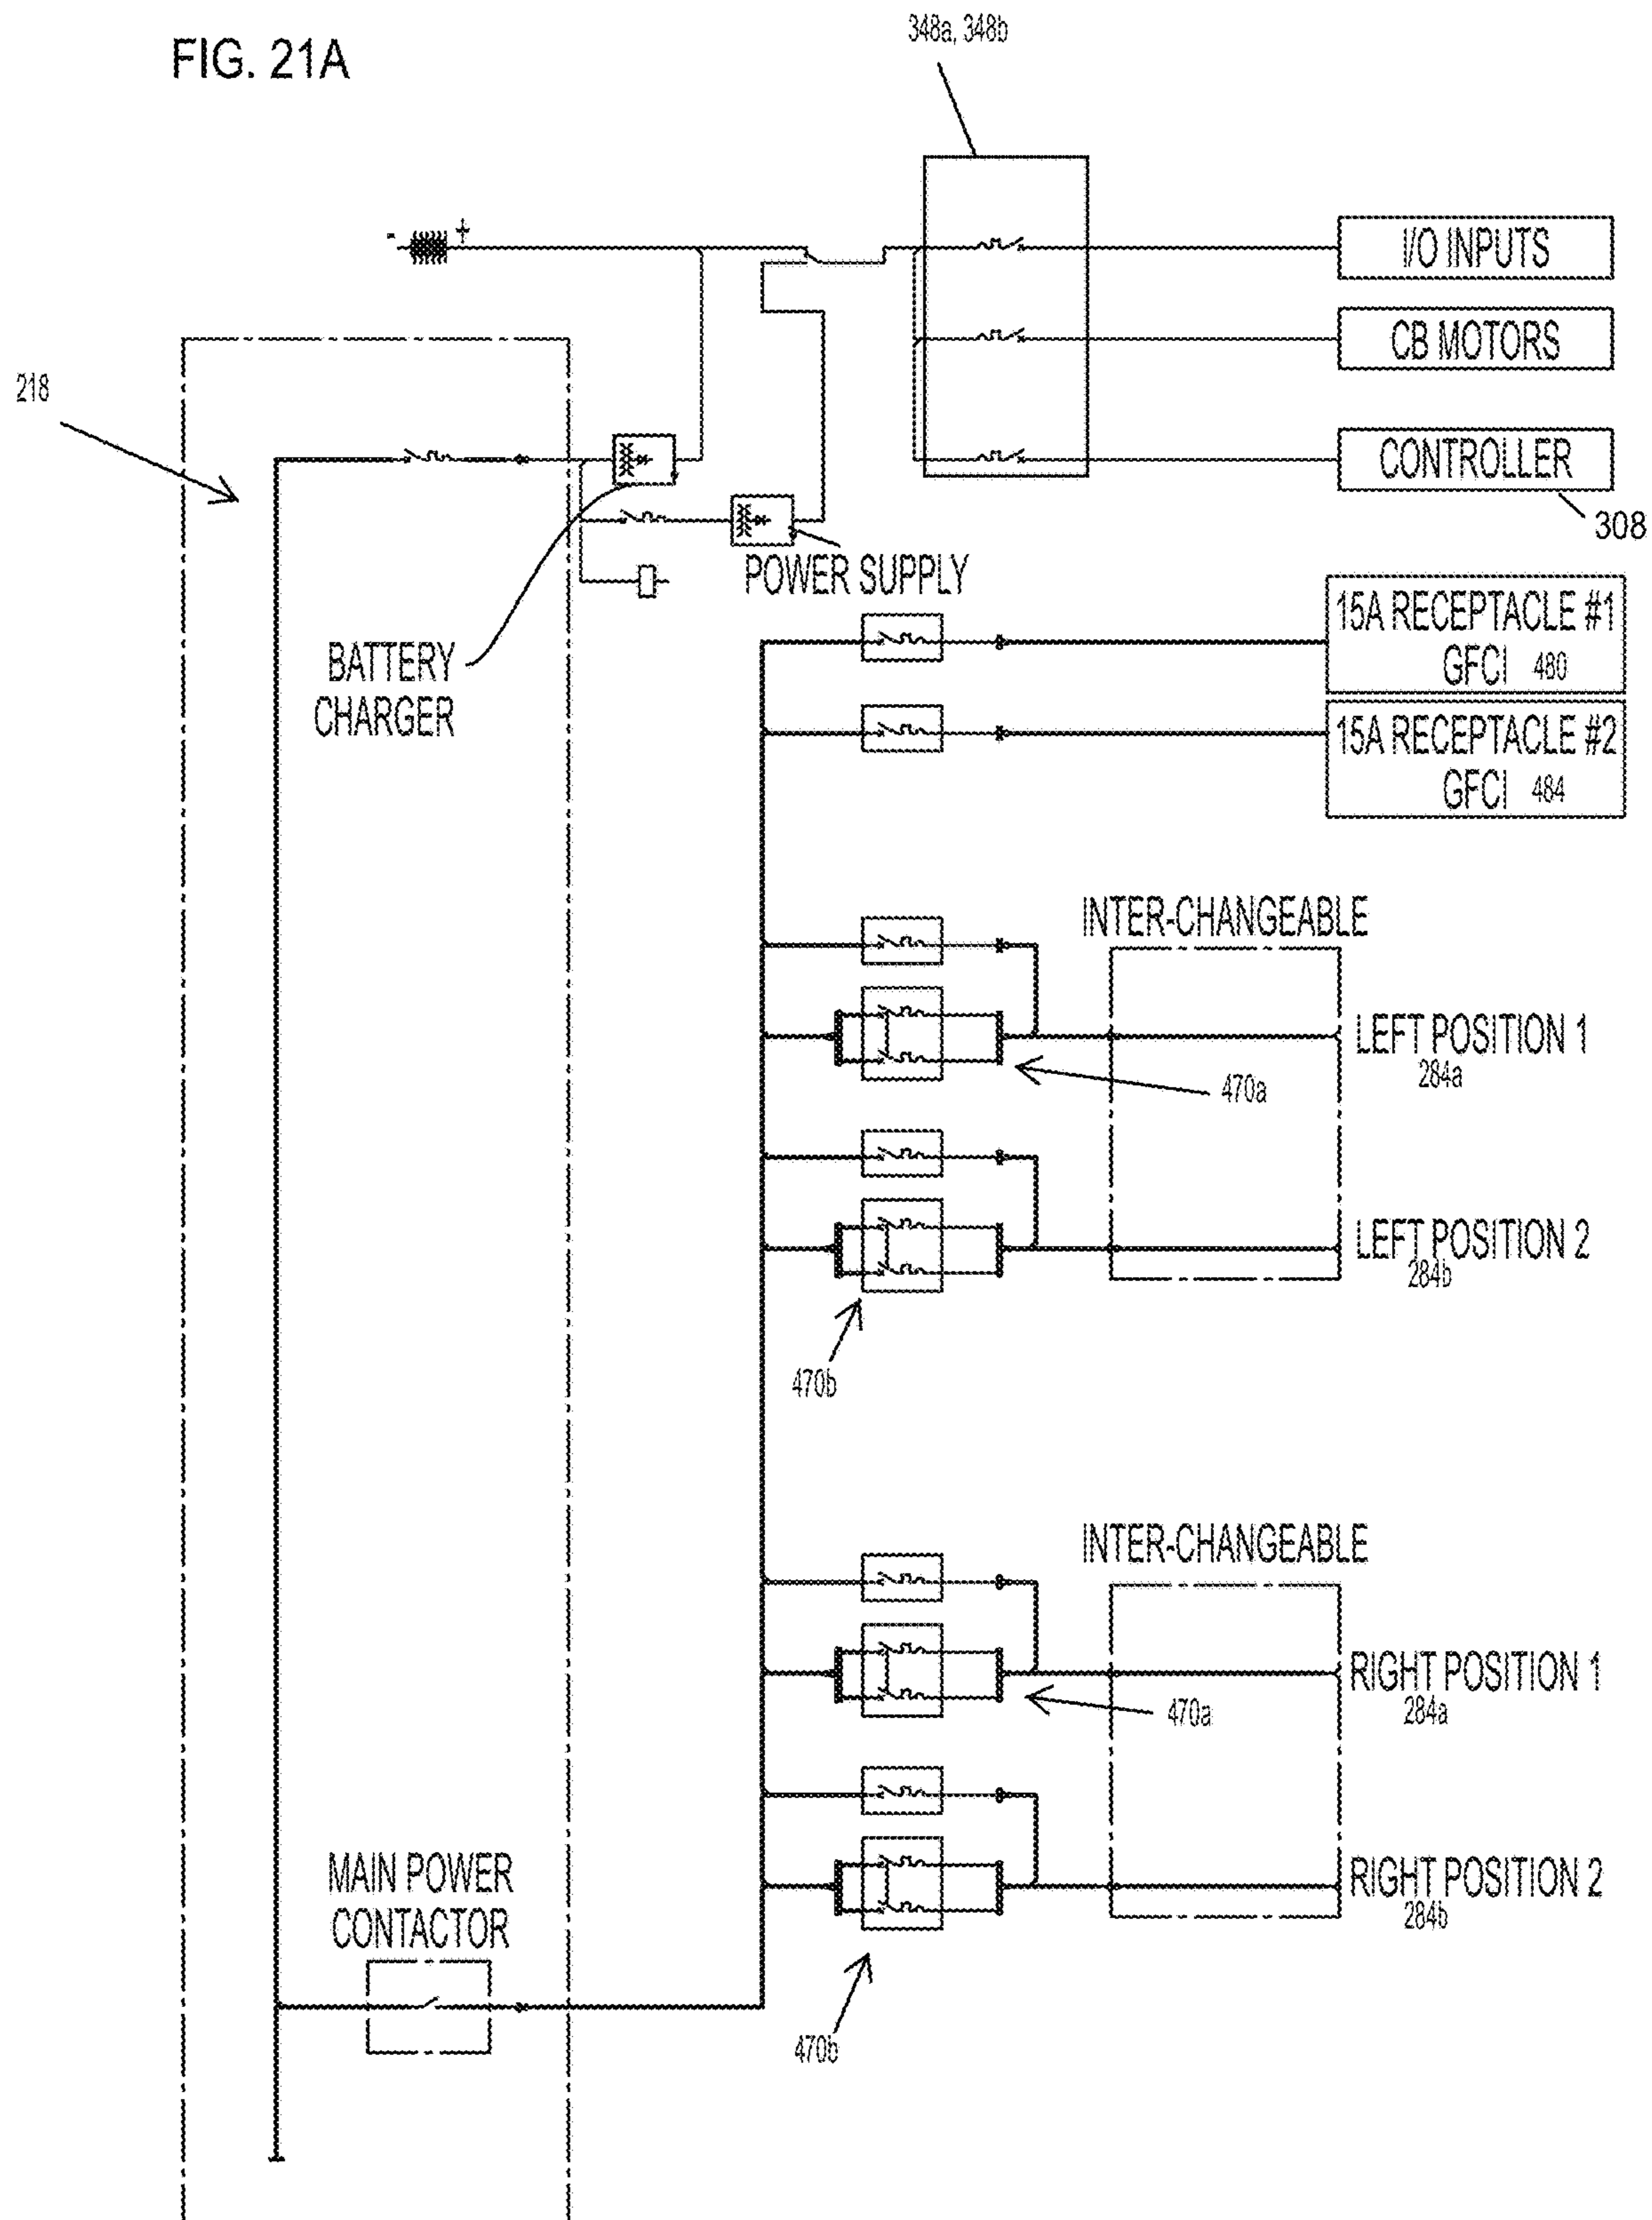 FIG. 21A
348a, 348b
- +
I/O INPUTS
CB MOTORS
218
CONTROLLER
308
POWER SUPPLY
BATTERY
CHARGER
15A RECEPTACLE #1
GFCI 480
15A RECEPTACLE #2
GFCI 484
INTER-CHANGEABLE
LEFT POSITION 1
284a
470a
LEFT POSITION 2
284b
470b
INTER-CHANGEABLE
RIGHT POSITION 1
284a
470a
RIGHT POSITION 2
284b
MAIN POWER
CONTACTOR
470b